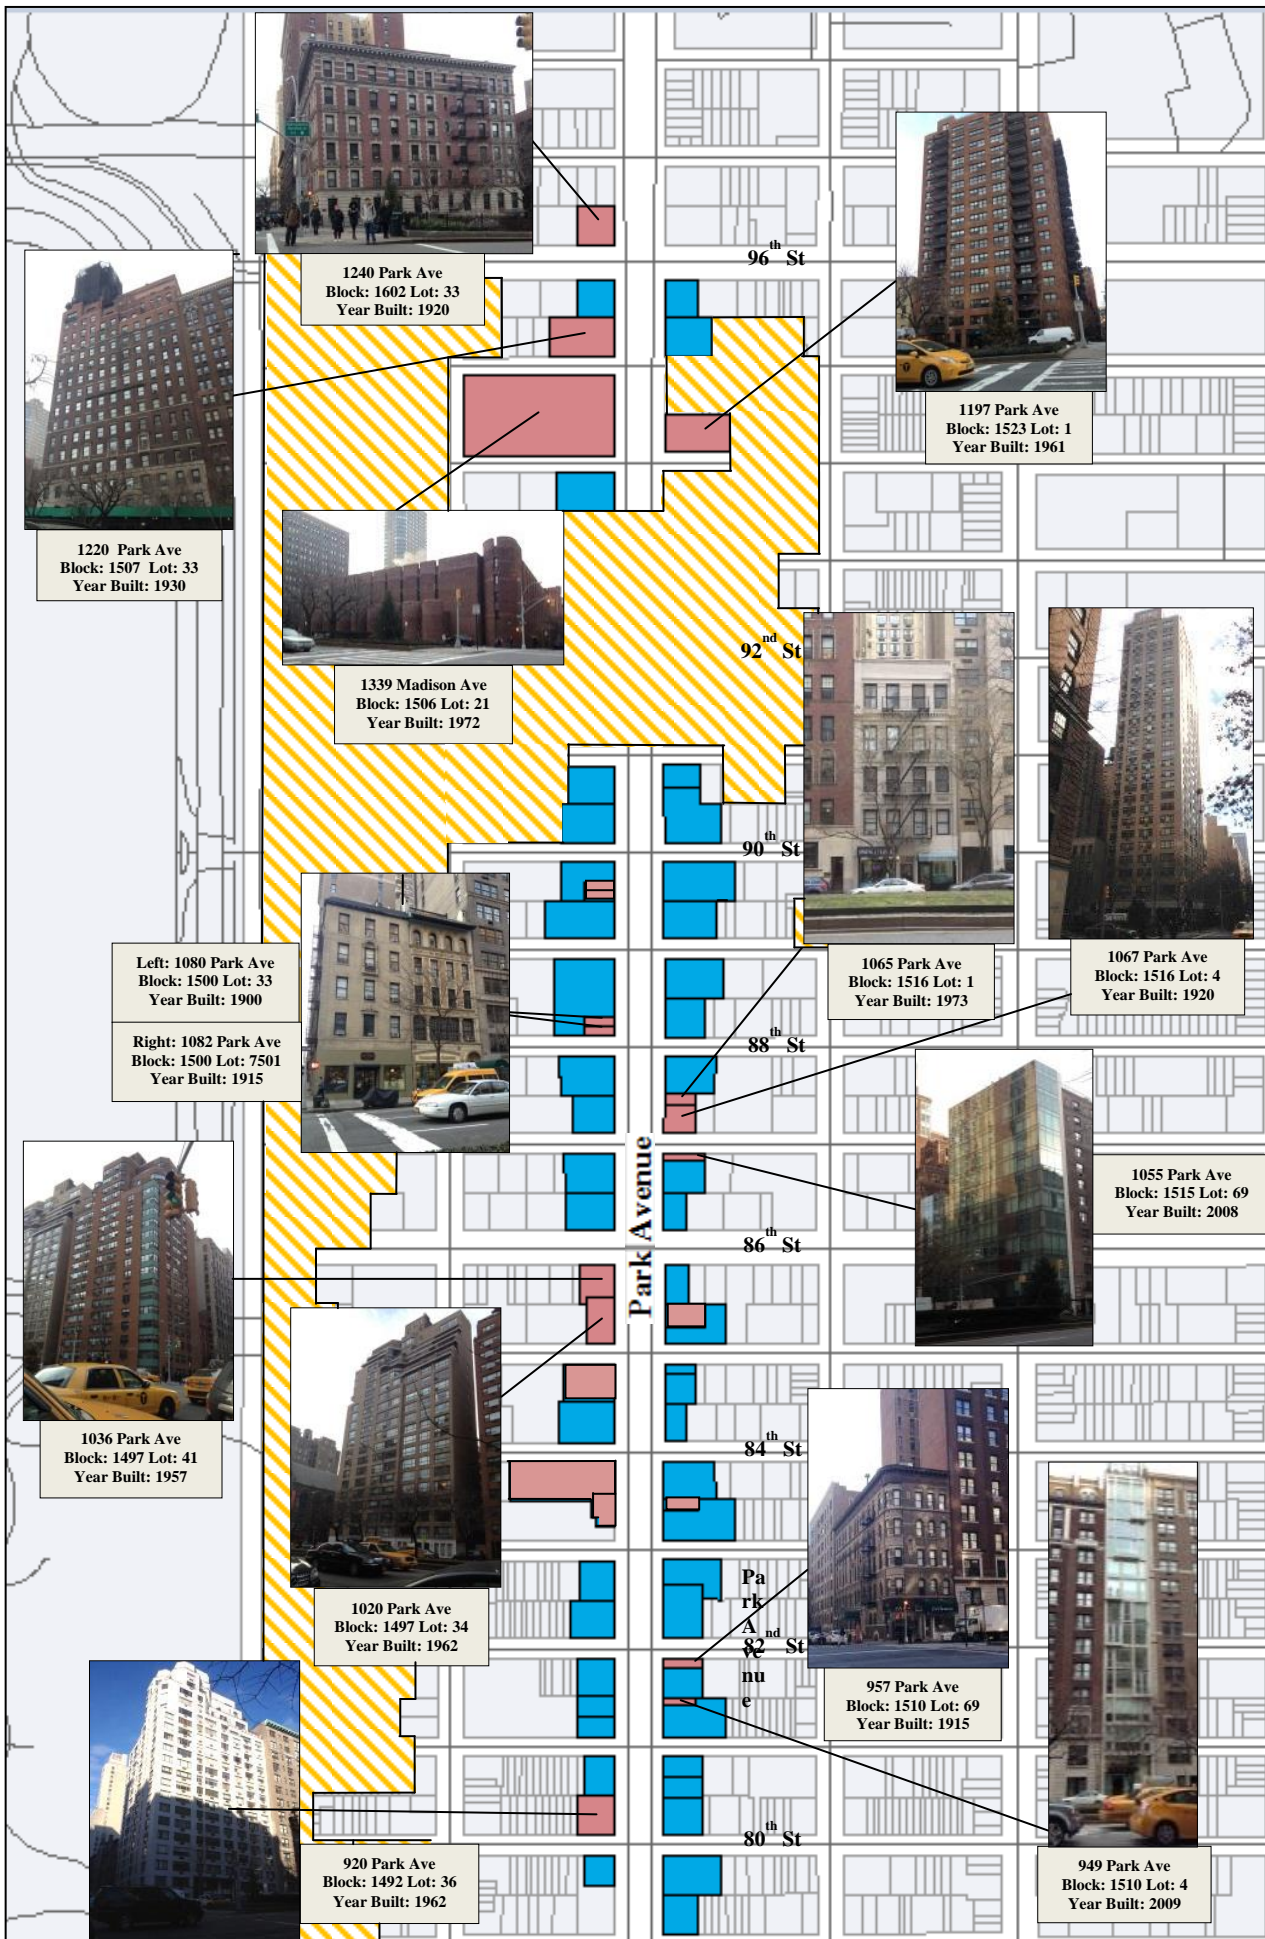 96th St
1240 Park Ave
Block: 1602 Lot: 33
Year Built: 1920
1197 Park Ave
Block: 1523 Lot: 1
Year Built: 1961
1220 Park Ave
Block: 1507 Lot: 33
Year Built: 1930
92nd St
1339 Madison Ave
Block: 1506 Lot: 21
Year Built: 1972
90th St
Left: 1080 Park Ave
Block: 1500 Lot: 33
Year Built: 1900
Right: 1082 Park Ave
Block: 1500 Lot: 7501
Year Built: 1915
1065 Park Ave
Block: 1516 Lot: 1
Year Built: 1973
1067 Park Ave
Block: 1516 Lot: 4
Year Built: 1920
88th St
Park Avenue
1055 Park Ave
Block: 1515 Lot: 69
Year Built: 2008
86th St
1036 Park Ave
Block: 1497 Lot: 41
Year Built: 1957
84th St
1020 Park Ave
Block: 1497 Lot: 34
Year Built: 1962
Pa
rk
A
ve
nu
e
82nd St
957 Park Ave
Block: 1510 Lot: 69
Year Built: 1915
80th St
920 Park Ave
Block: 1492 Lot: 36
Year Built: 1962
949 Park Ave
Block: 1510 Lot: 4
Year Built: 2009